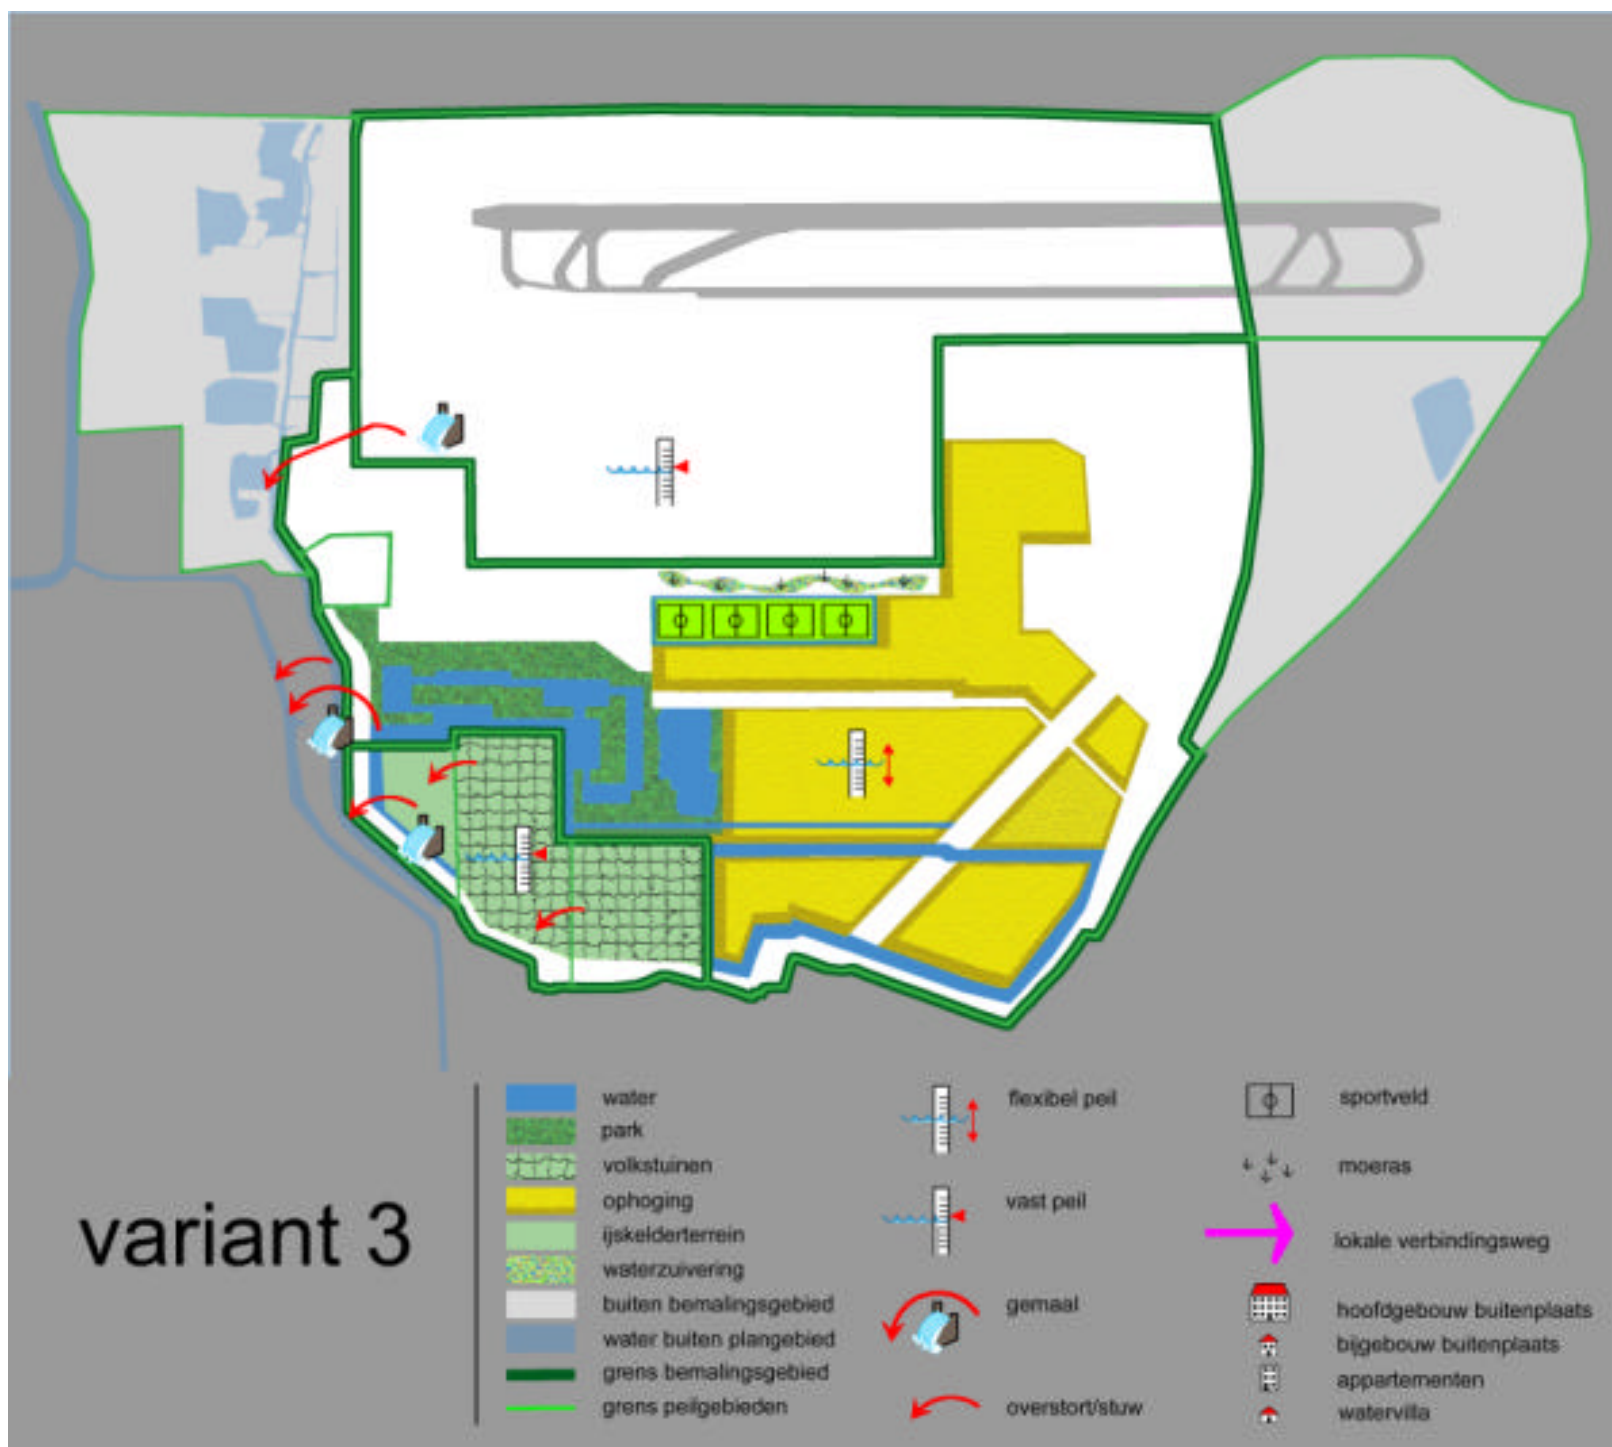 variant 3
water
park
volkstuinen
ophoging
ijskelderterrein
waterzuivering
buiten bemalingsgebied
water buiten plangebied
grens bemalingsgebied
grens peilgebieden
flexibel peil
vast peil
gemaal
overstort/stuw
sportveld
moeras
lokale verbindingsweg
hoofdgebouw buitenplaats
bijgebouw buitenplaats
appartementen
watervilla